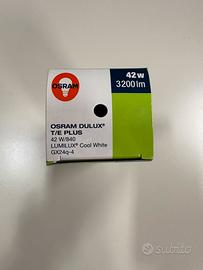 OSRAM
42 W
3200 lm
OSRAM DULUX®
T/E PLUS
42 W/840
LUMILUX® Cool White
GX24q-4
subito